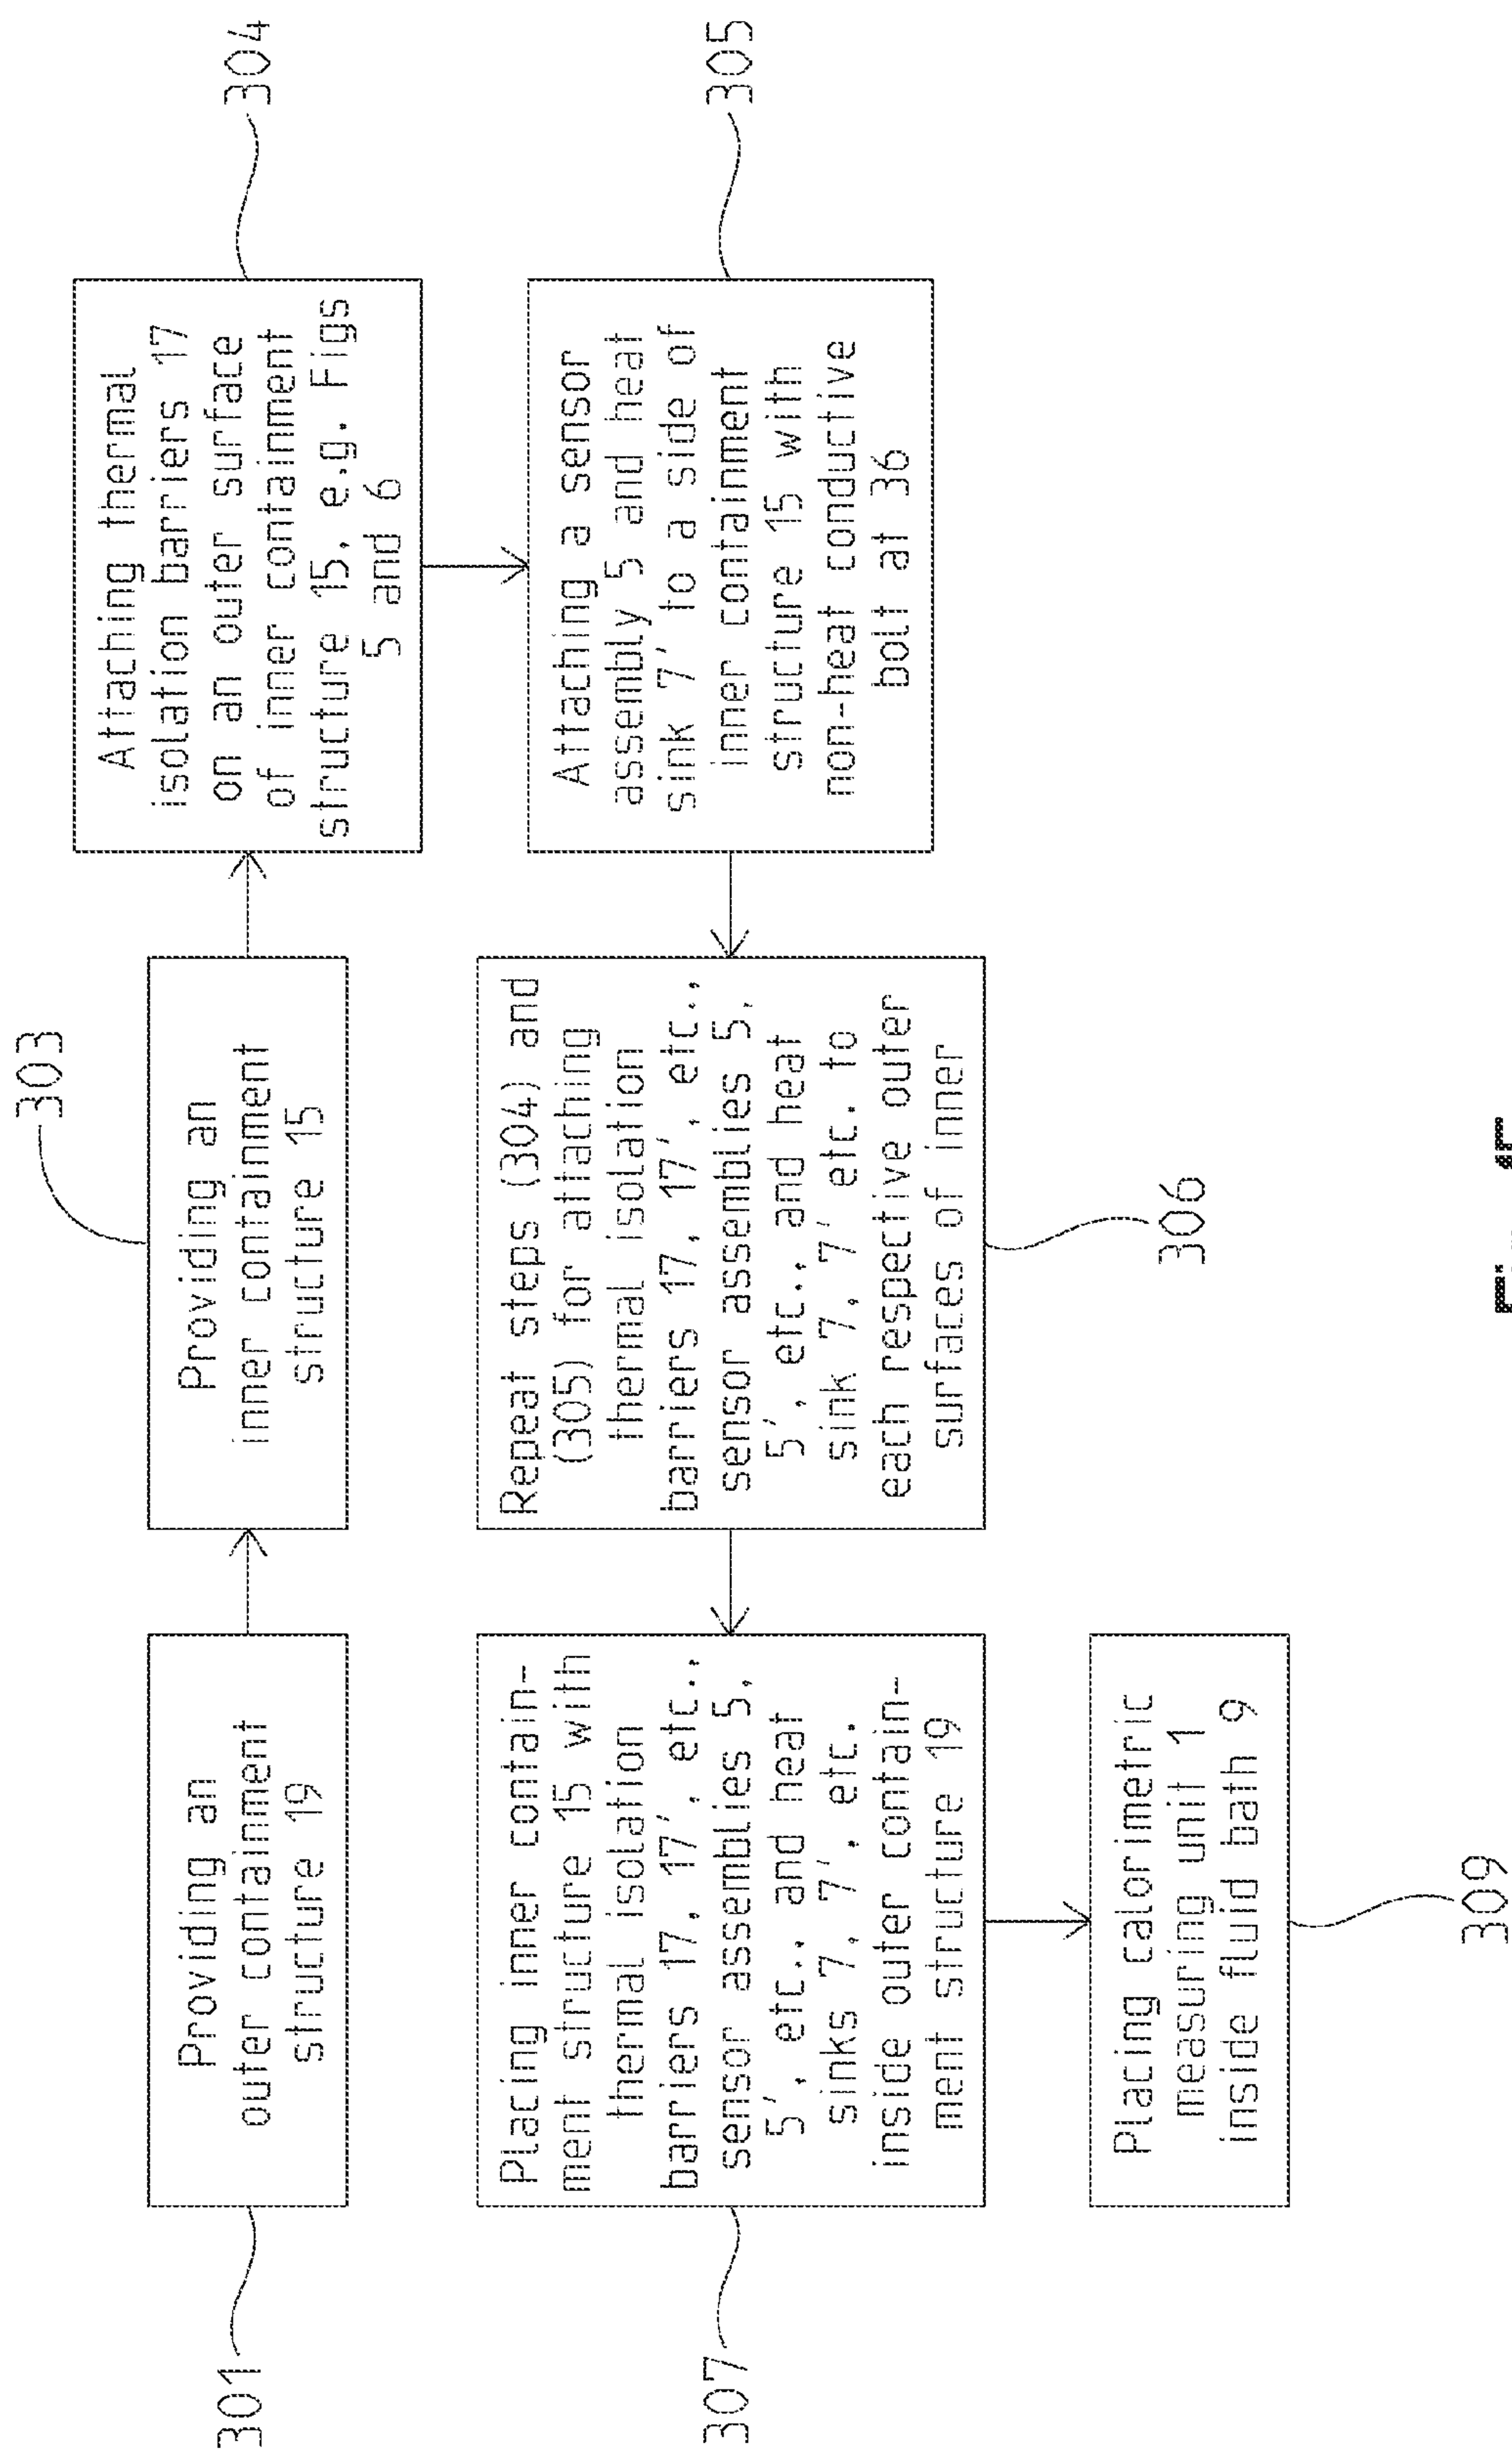 303
304
Providing an
outer containment
structure 19
Providing an
inner containment
structure 15
Attaching thermal
isolation barriers 17
on an outer surface
of inner containment
structure 15, e.g. Figs
5 and 6
301
305
Attaching a sensor
assembly 5 and heat
sink 7' to a side of
inner containment
structure 15 with
non-heat conductive
bolt at 36
Repeat steps (304) and
(305) for attaching
thermal isolation
barriers 17, 17', etc.,
sensor assemblies 5,
5', etc., and heat
sink 7, 7' etc. to
each respective outer
surfaces of inner
306
Placing inner contain-
ment structure 15 with
thermal isolation
barriers 17, 17', etc.,
sensor assemblies 5,
5', etc., and heat
sinks 7, 7', etc.
inside outer contain-
ment structure 19
307
Placing calorimetric
measuring unit 1
inside fluid bath 9
309